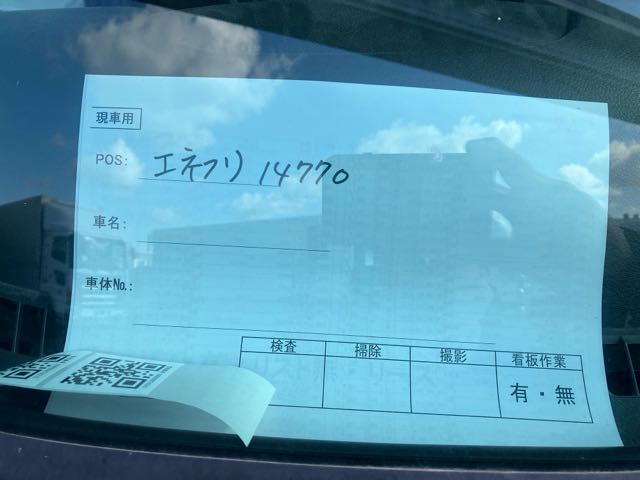 現車用
POS: エネフリ 14770
車名:
車体No.:
検査 掃除 撮影 看板作業
有・無